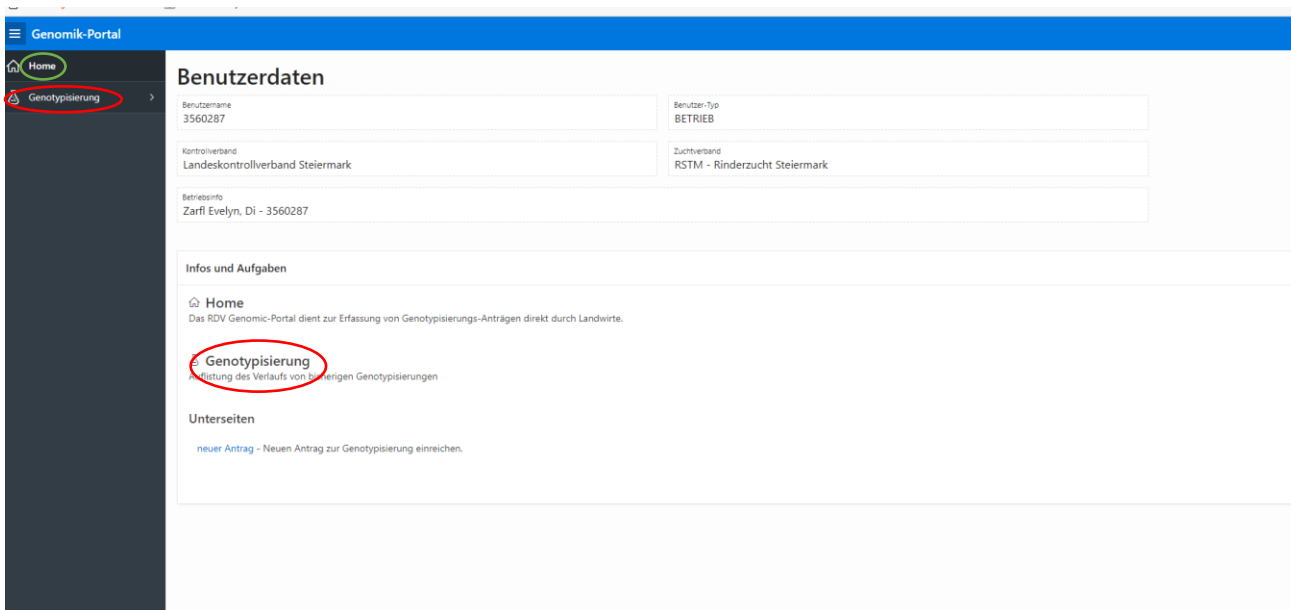 Genomik-Portal
Home
Genotypisierung
Benutzerdaten
Benutzername
3560287
Benutzer-Typ
BETRIEB
Kontrollverband
Landeskontrollverband Steiermark
Zuchtverband
RSTM - Rinderzucht Steiermark
Betriebsinfo
Zarfl Evelyn, Di - 3560287
Infos und Aufgaben
Home
Das RDV Genomic-Portal dient zur Erfassung von Genotypisierungs-Anträgen direkt durch Landwirte.
Genotypisierung
Auflistung des Verlaufs von bisherigen Genotypisierungen
Unterseiten
neuer Antrag - Neuen Antrag zur Genotypisierung einreichen.